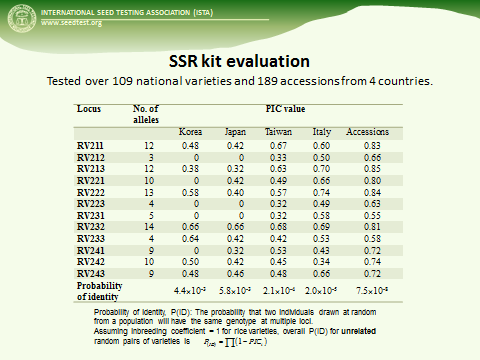 INTERNATIONAL SEED TESTING ASSOCIATION (ISTA)
www.seedtest.org
SSR kit evaluation
Tested over 109 national varieties and 189 accessions from 4 countries.
Locus No. of alleles PIC value
Korea Japan Taiwan Italy Accessions
RV211 12 0.48 0.42 0.67 0.60 0.83
RV212 3 0 0 0.33 0.50 0.66
RV213 12 0.38 0.32 0.63 0.70 0.85
RV221 10 0 0.42 0.49 0.66 0.80
RV222 13 0.58 0.40 0.57 0.74 0.84
RV223 4 0 0 0.32 0.49 0.63
RV231 5 0 0 0.32 0.58 0.55
RV232 14 0.66 0.66 0.68 0.69 0.81
RV233 4 0.64 0.42 0.42 0.53 0.58
RV241 9 0 0.32 0.53 0.43 0.72
RV242 10 0.50 0.42 0.45 0.34 0.74
RV243 9 0.48 0.46 0.48 0.66 0.72
Probability of identity
Probability of Identity, P(ID): The probability that two individuals drawn at random
from a population will have the same genotype at multiple loci.
Assuming inbreeding coefficient = 1 for rice varieties, overall P(ID) for unrelated
random pairs of varieties is P(ID) = ∏(1 − PICi)